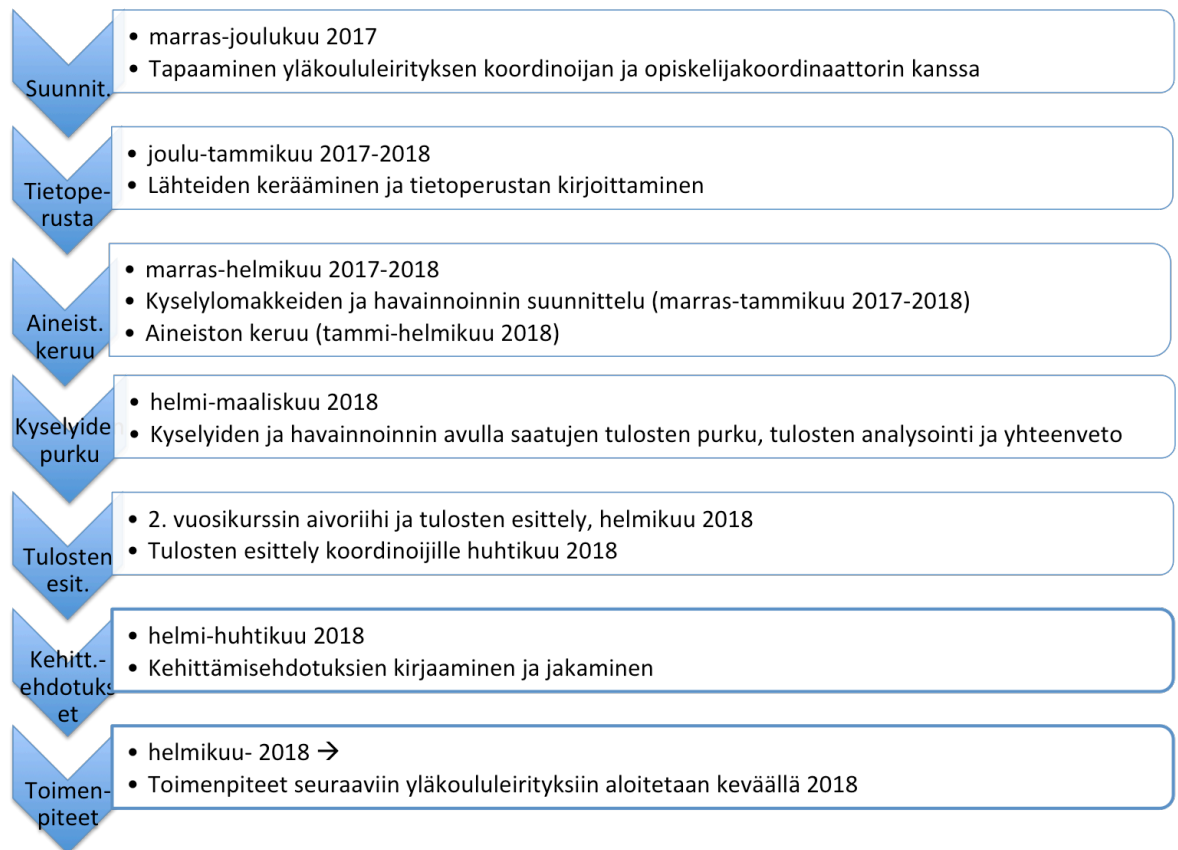 Suunnit.
• marras-joulukuu 2017
• Tapaaminen yläkoululeirityksen koordinoijan ja opiskelijakoordinaattorin kanssa
Tietope-
rusta
• joulu-tammikuu 2017-2018
• Lähteiden kerääminen ja tietoperustan kirjoittaminen
Aineist.
keruu
• marras-helmikuu 2017-2018
• Kyselylomakkeiden ja havainnoinnin suunnittelu (marras-tammikuu 2017-2018)
• Aineiston keruu (tammi-helmikuu 2018)
Kyselyiden
purku
• helmi-maaliskuu 2018
• Kyselyiden ja havainnoinnin avulla saatujen tulosten purku, tulosten analysointi ja yhteenveto
Tulosten
esit.
• 2. vuosikurssin aivoriihi ja tulosten esittely, helmikuu 2018
• Tulosten esittely koordinoijille huhtikuu 2018
Kehitt.-
ehdotuks
et
• helmi-huhtikuu 2018
• Kehittämisehdotuksien kirjaaminen ja jakaminen
Toimen-
piteet
• helmikuu- 2018 →
• Toimenpiteet seuraaviin yläkoululeirityksiin aloitetaan keväällä 2018